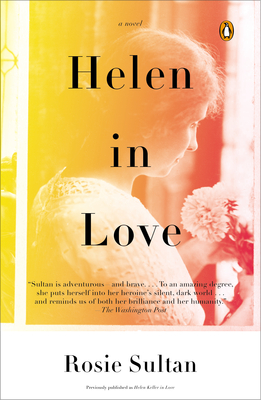 a novel
Helen
in
Love
"Sultan is adventurous—and brave. . . . To an amazing degree,
she puts herself into her heroine's silent, dark world . . .
and reminds us of both her brilliance and her humanity."
The Washington Post
Rosie Sultan
Previously published as Helen Keller in Love